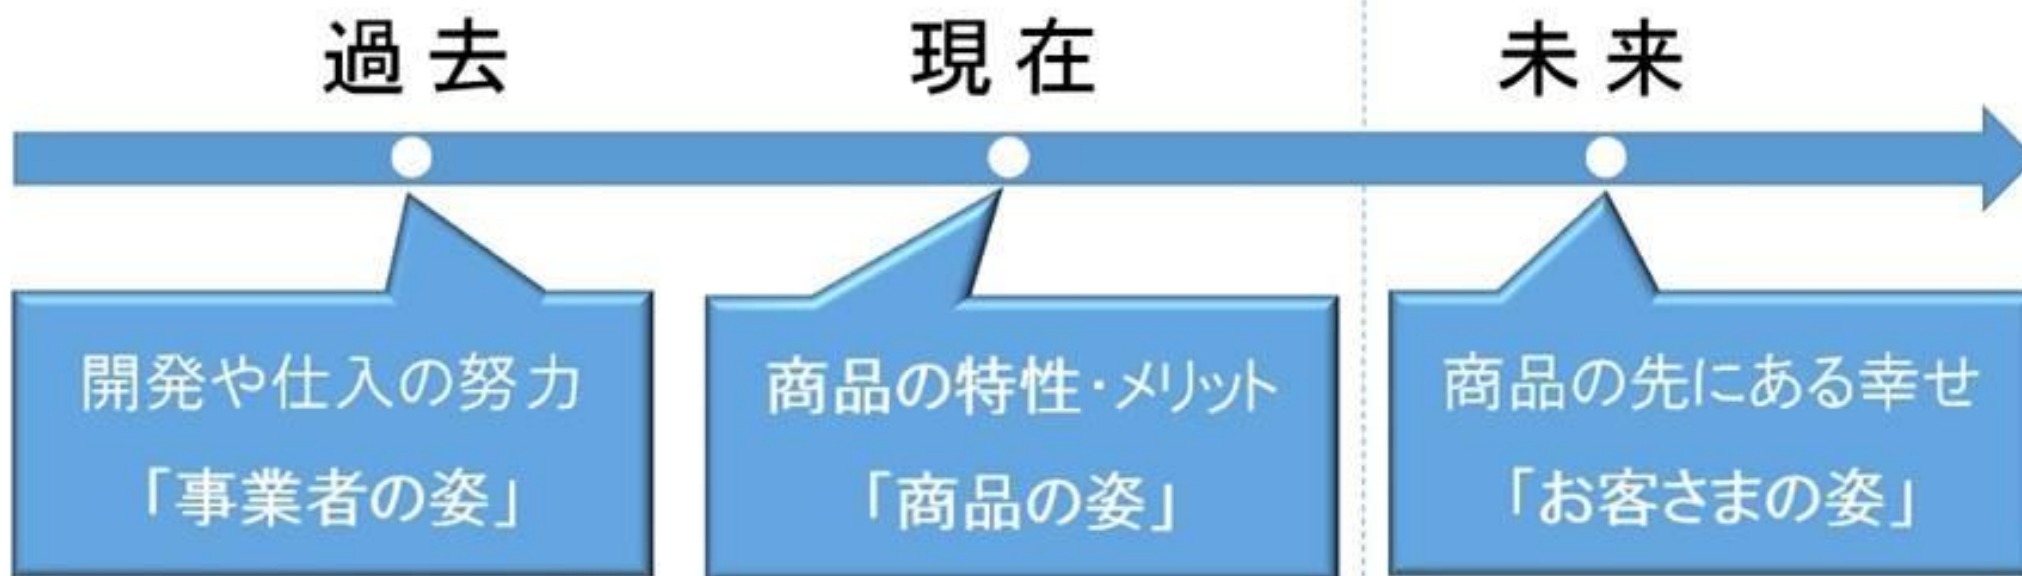 過去
現在
未来
開発や仕入の努力
「事業者の姿」
商品の特性・メリット
「商品の姿」
商品の先にある幸せ
「お客さまの姿」